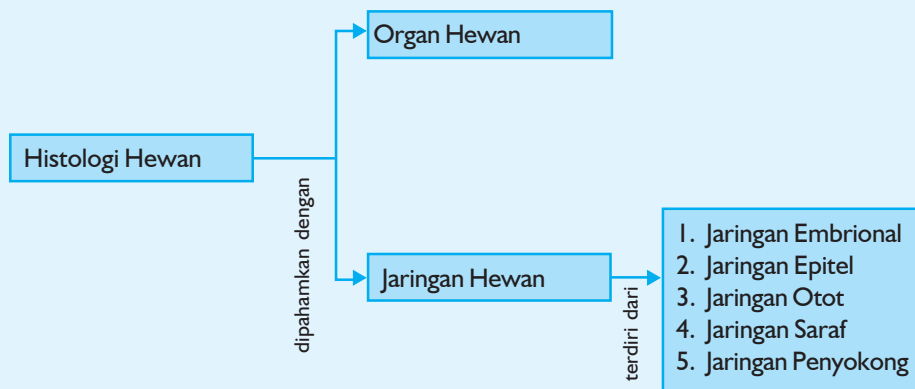 Organ Hewan
Histologi Hewan
dipahamkan dengan
Jaringan Hewan
terdiri dari
1. Jaringan Embrional
2. Jaringan Epitel
3. Jaringan Otot
4. Jaringan Saraf
5. Jaringan Penyokong